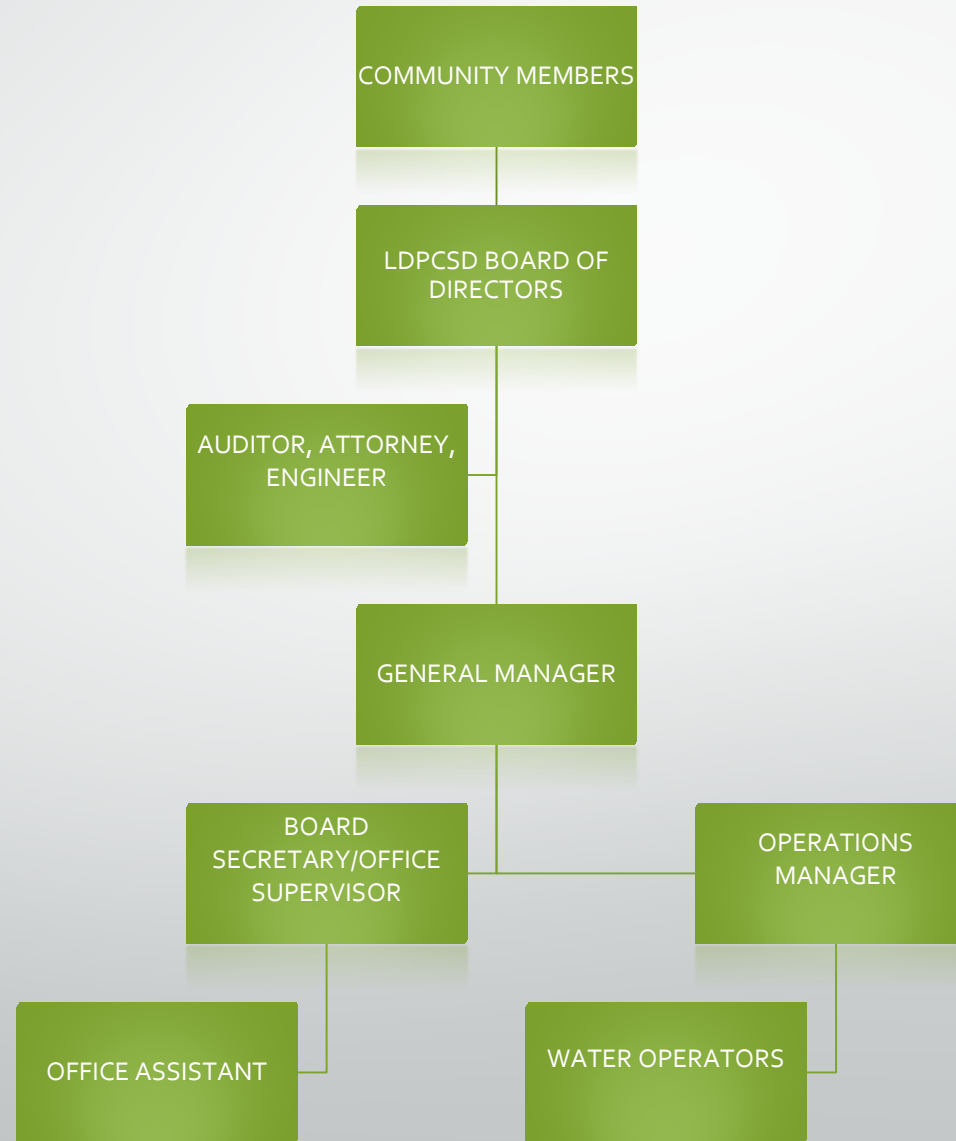 COMMUNITY MEMBERS
LDPCSD BOARD OF
DIRECTORS
AUDITOR, ATTORNEY,
ENGINEER
GENERAL MANAGER
BOARD
SECRETARY/OFFICE
SUPERVISOR
OPERATIONS
MANAGER
OFFICE ASSISTANT
WATER OPERATORS